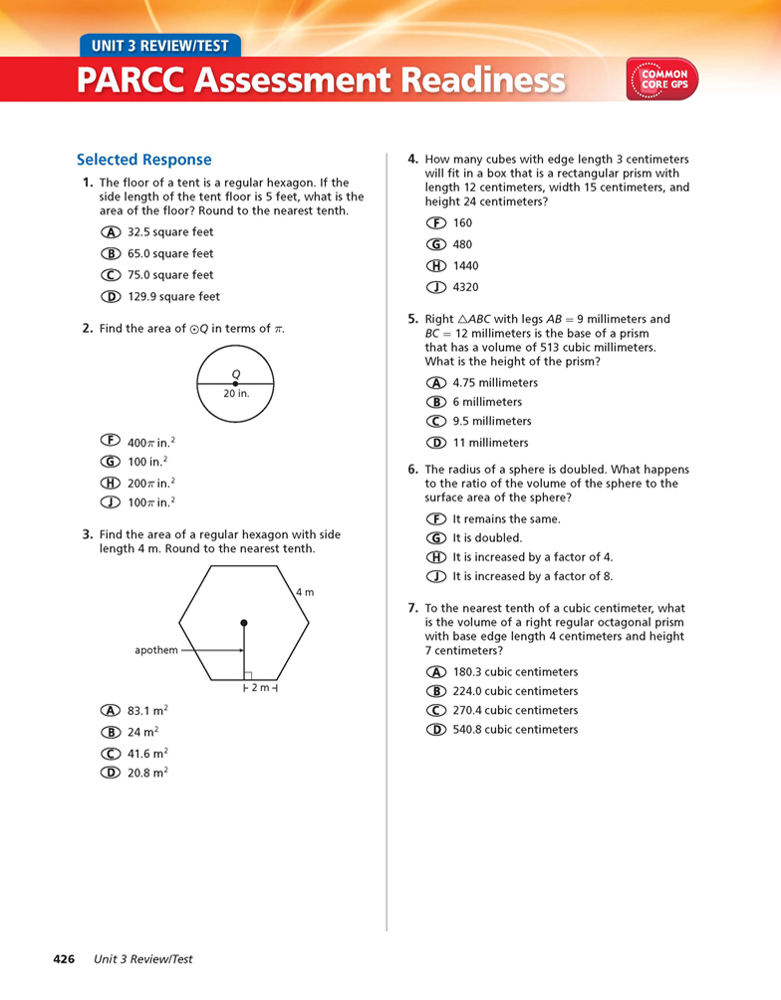 UNIT 3 REVIEW/TEST
PARCC Assessment Readiness
COMMON
CORE GPS
Selected Response
1. The floor of a tent is a regular hexagon. If the
side length of the tent floor is 5 feet, what is the
area of the floor? Round to the nearest tenth.
Ⓐ 32.5 square feet
Ⓑ 65.0 square feet
Ⓒ 75.0 square feet
Ⓓ 129.9 square feet
2. Find the area of ⊙Q in terms of π.
Q
20 in.
Ⓕ 400π in.²
Ⓖ 100 in.²
Ⓗ 200π in.²
Ⓙ 100π in.²
3. Find the area of a regular hexagon with side
length 4 m. Round to the nearest tenth.
4 m
apothem
2 m
Ⓐ 83.1 m²
Ⓑ 24 m²
Ⓒ 41.6 m²
Ⓓ 20.8 m²
4. How many cubes with edge length 3 centimeters
will fit in a box that is a rectangular prism with
length 12 centimeters, width 15 centimeters, and
height 24 centimeters?
Ⓕ 160
Ⓖ 480
Ⓗ 1440
Ⓙ 4320
5. Right △ABC with legs AB = 9 millimeters and
BC = 12 millimeters is the base of a prism
that has a volume of 513 cubic millimeters.
What is the height of the prism?
Ⓐ 4.75 millimeters
Ⓑ 6 millimeters
Ⓒ 9.5 millimeters
Ⓓ 11 millimeters
6. The radius of a sphere is doubled. What happens
to the ratio of the volume of the sphere to the
surface area of the sphere?
Ⓕ It remains the same.
Ⓖ It is doubled.
Ⓗ It is increased by a factor of 4.
Ⓙ It is increased by a factor of 8.
7. To the nearest tenth of a cubic centimeter, what
is the volume of a right regular octagonal prism
with base edge length 4 centimeters and height
7 centimeters?
Ⓐ 180.3 cubic centimeters
Ⓑ 224.0 cubic centimeters
Ⓒ 270.4 cubic centimeters
Ⓓ 540.8 cubic centimeters
426 Unit 3 Review/Test